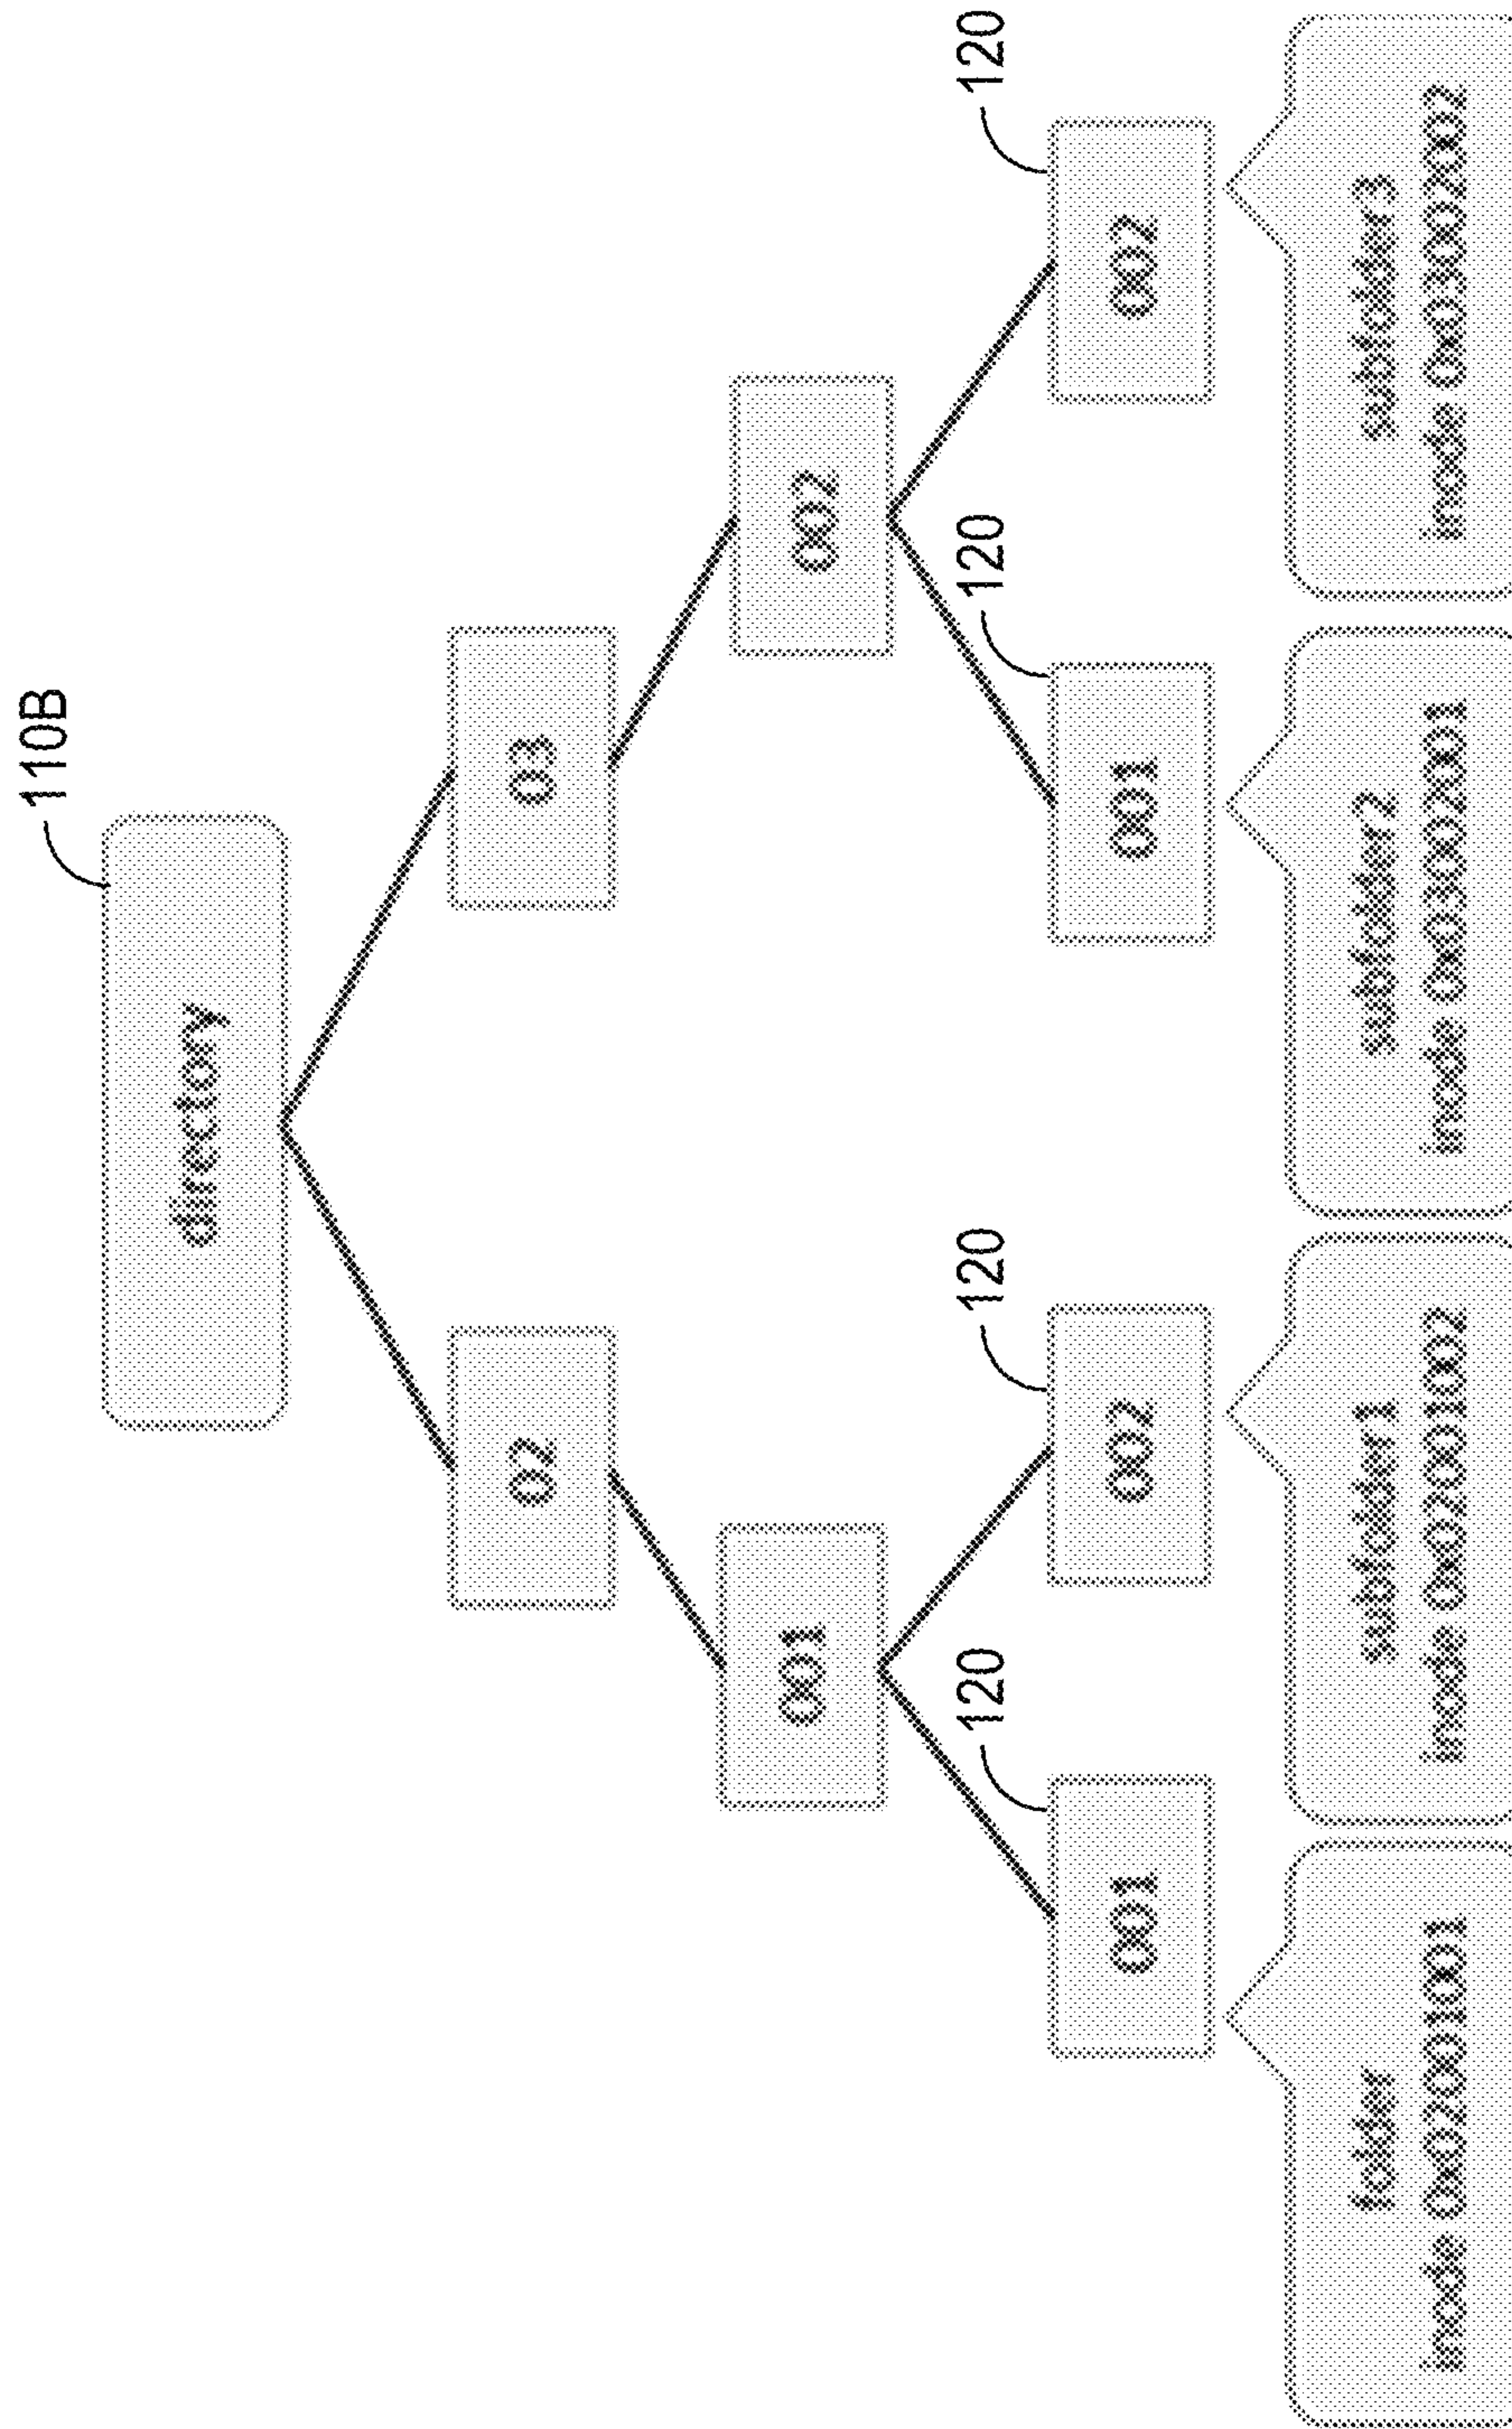 110B
directory
02
03
001
002
120
120
120
120
001
002
001
002
folder
inode 0x02001001
subfolder1
inode 0x02001002
subfolder2
inode 0x03002001
subfolder3
inode 0x03002002